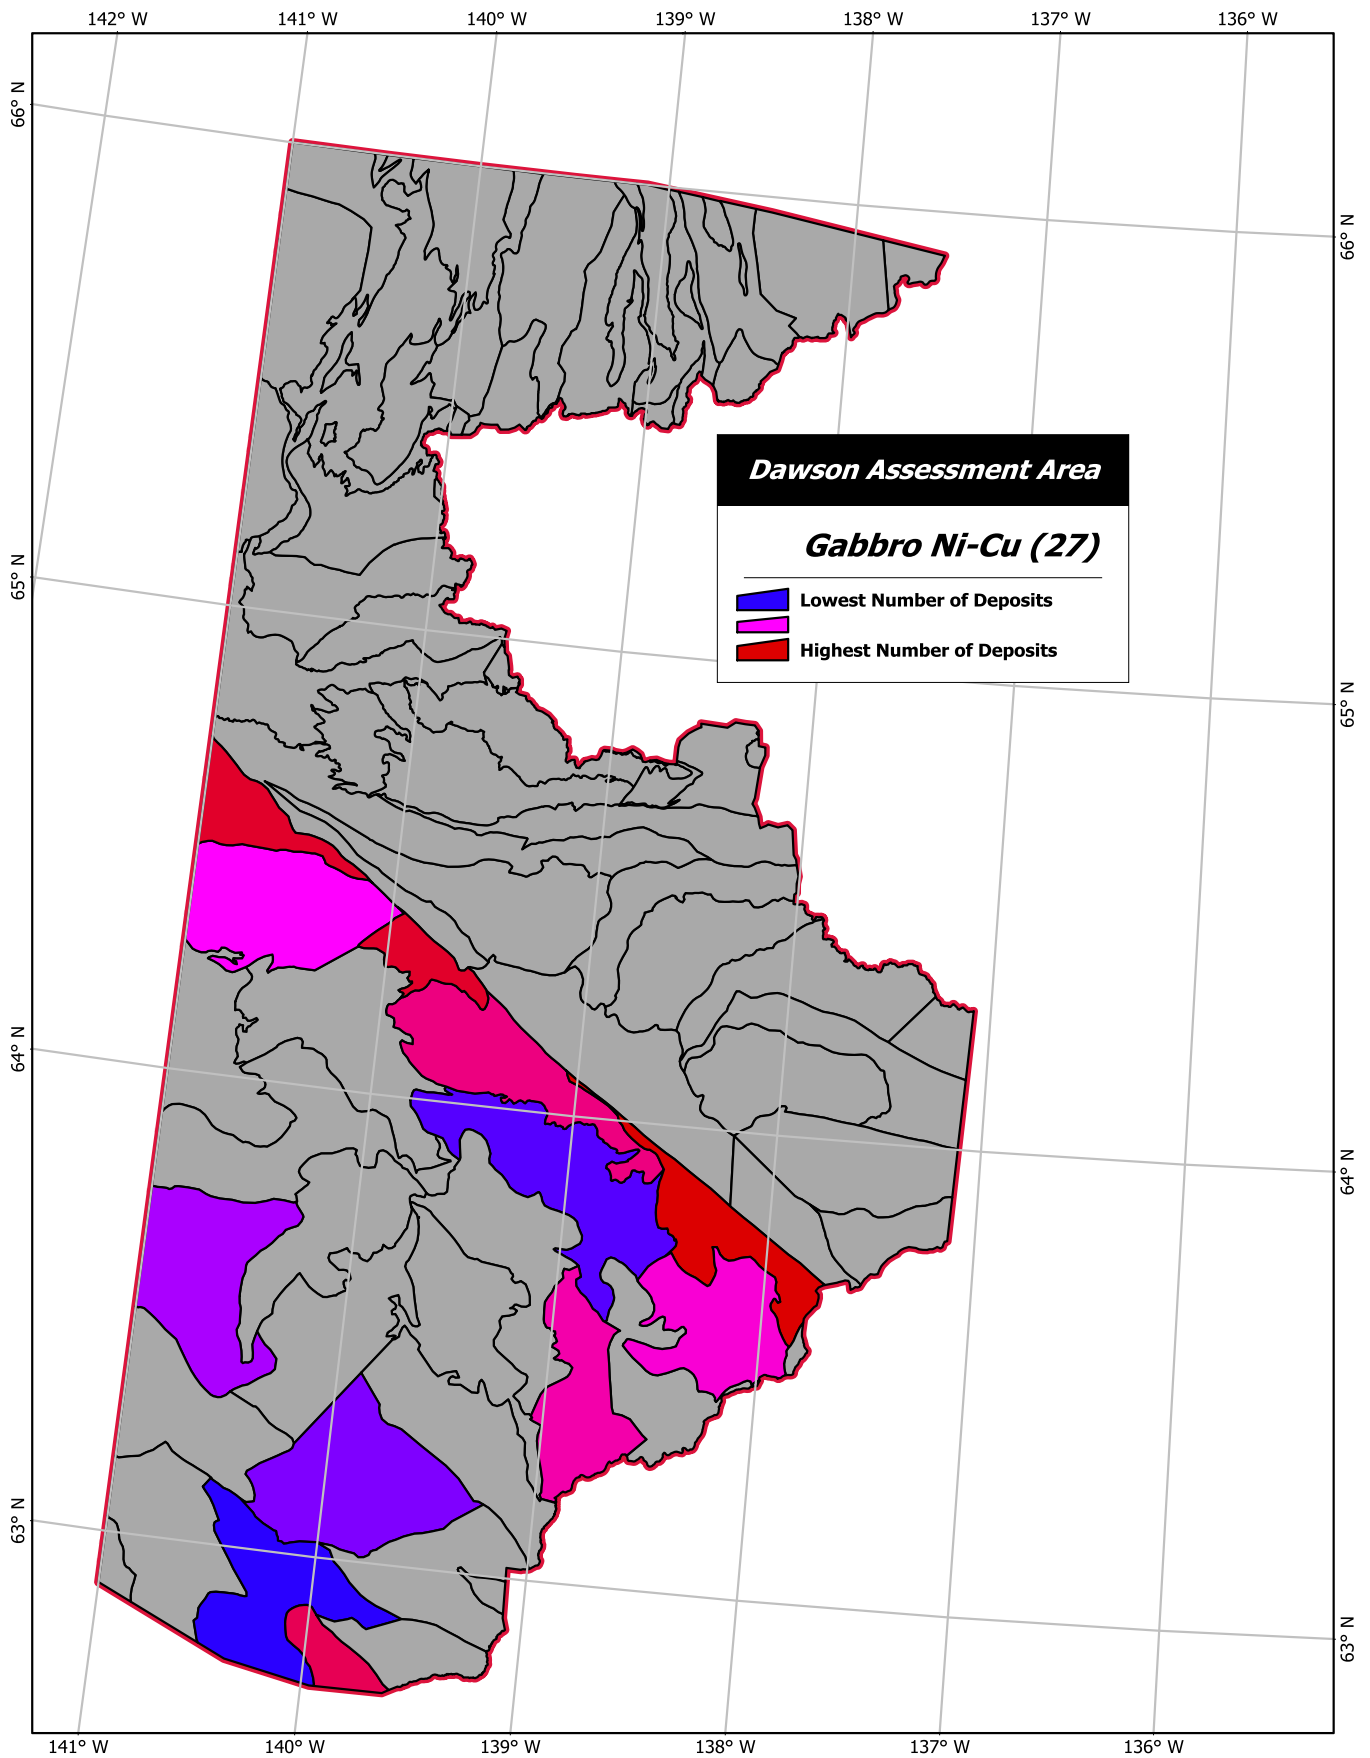 142° W 141° W 140° W 139° W 138° W 137° W 136° W
66° N
66° N
Dawson Assessment Area
Gabbro Ni-Cu (27)
65° N
Lowest Number of Deposits
Highest Number of Deposits
65° N
64° N
64° N
63° N
63° N
141° W 140° W 139° W 138° W 137° W 136° W